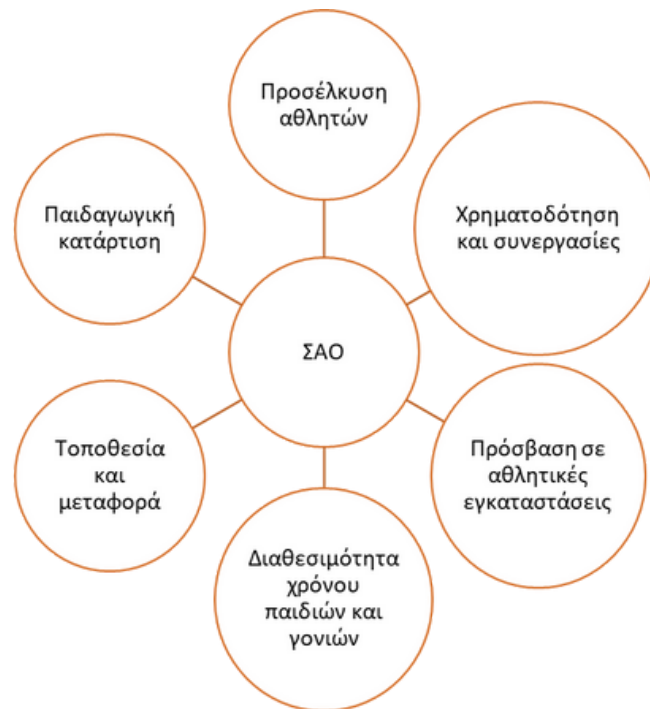 Προσέλκυση
αθλητών
Παιδαγωγική
κατάρτιση
Χρηματοδότηση
και συνεργασίες
ΣΑΟ
Τοποθεσία
και
μεταφορά
Πρόσβαση σε
αθλητικές
εγκαταστάσεις
Διαθεσιμότητα
χρόνου
παιδιών και
γονιών